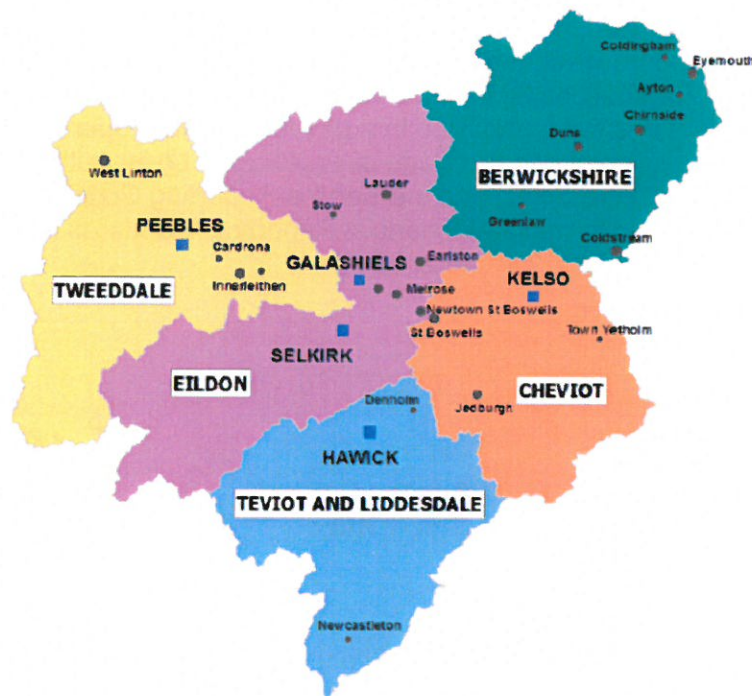 Coldingham
Eyemouth
Ayton
Chirnside
Duns
West Linton
BERWICKSHIRE
Lauder
Stow
Greenlaw
PEEBLES
Cardrona
Coldstream
Earlston
GALASHIELS
KELSO
TWEEDDALE
Innerleithen
Melrose
Newtown St Boswells
St Boswells
Town Yetholm
SELKIRK
EILDON
CHEVIOT
Denholm
Jedburgh
HAWICK
TEVIOT AND LIDDESDALE
Newcastleton